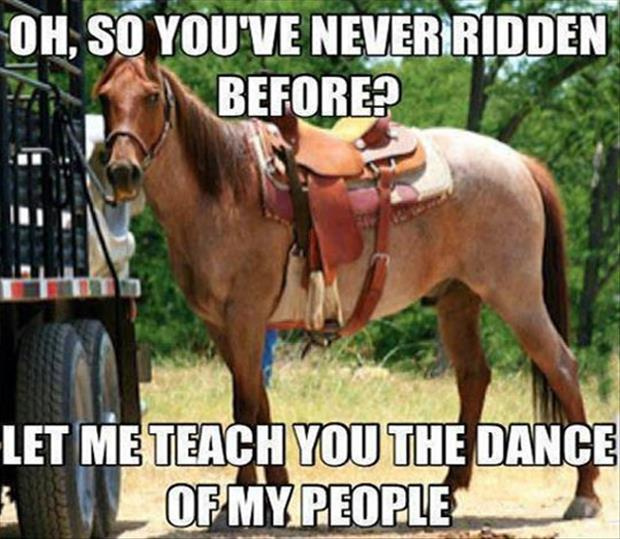 OH, SO YOU'VE NEVER RIDDEN
BEFORE?
LET ME TEACH YOU THE DANCE
OF MY PEOPLE